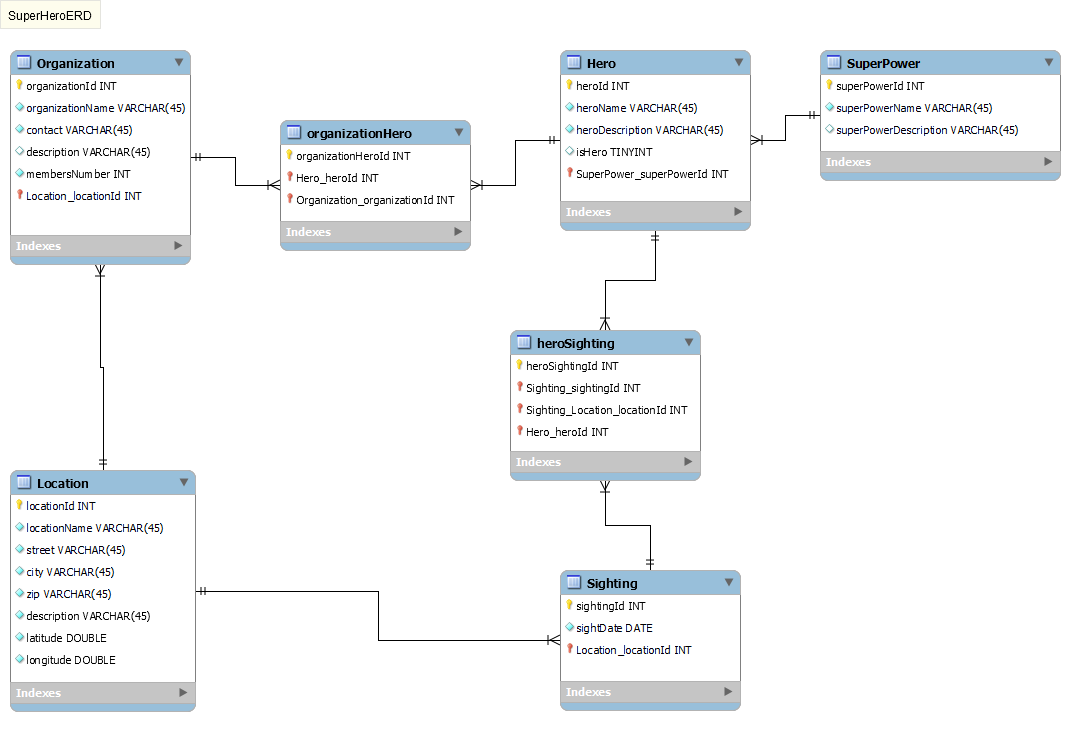 SuperHeroERD
Organization
organizationId INT
organizationName VARCHAR(45)
contact VARCHAR(45)
description VARCHAR(45)
membersNumber INT
Location_locationId INT
Indexes
organizationHero
organizationHeroId INT
Hero_heroId INT
Organization_organizationId INT
Indexes
Hero
heroId INT
heroName VARCHAR(45)
heroDescription VARCHAR(45)
isHero TINYINT
SuperPower_superPowerId INT
Indexes
SuperPower
superPowerId INT
superPowerName VARCHAR(45)
superPowerDescription VARCHAR(45)
Indexes
heroSighting
heroSightingId INT
Sighting_sightingId INT
Sighting_Location_locationId INT
Hero_heroId INT
Indexes
Location
locationId INT
locationName VARCHAR(45)
street VARCHAR(45)
city VARCHAR(45)
zip VARCHAR(45)
description VARCHAR(45)
latitude DOUBLE
longitude DOUBLE
Indexes
Sighting
sightingId INT
sightDate DATE
Location_locationId INT
Indexes